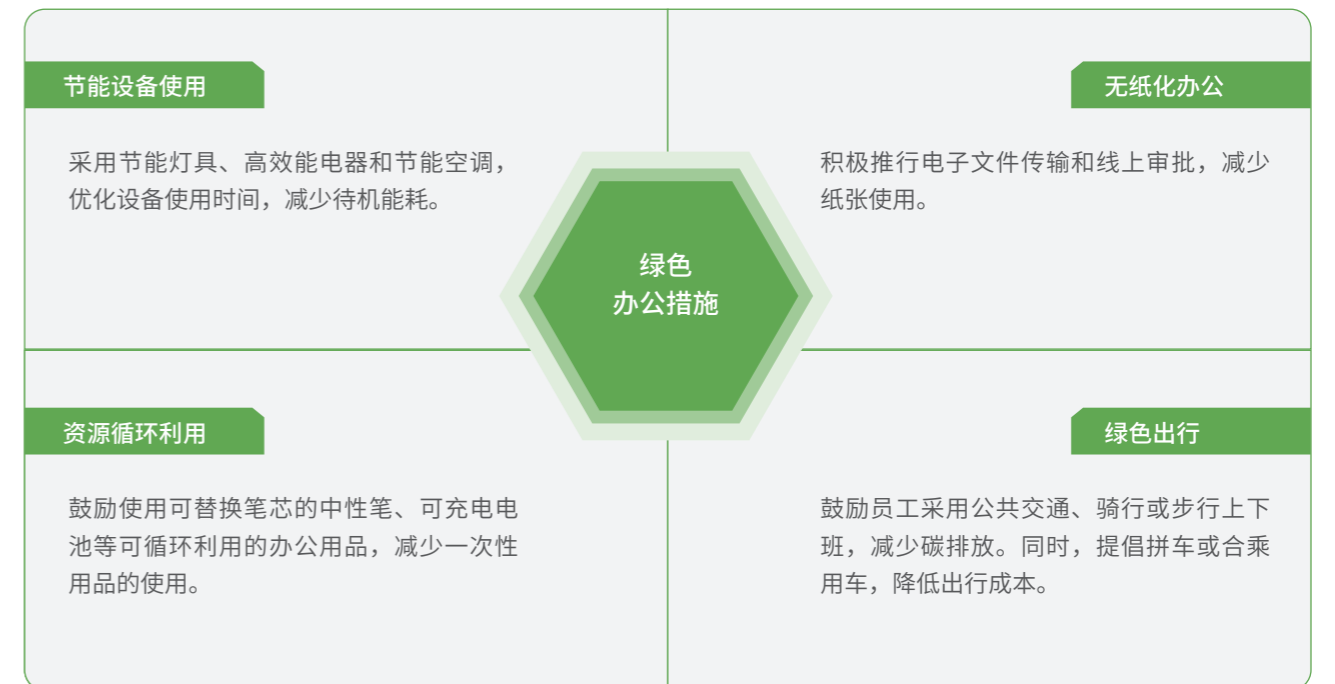 节能设备使用
采用节能灯具、高效能电器和节能空调，
优化设备使用时间，减少待机能耗。
无纸化办公
积极推行电子文件传输和线上审批，减少
纸张使用。
绿色
办公措施
资源循环利用
鼓励使用可替换笔芯的中性笔、可充电电
池等可循环利用的办公用品，减少一次性
用品的使用。
绿色出行
鼓励员工采用公共交通、骑行或步行上下
班，减少碳排放。同时，提倡拼车或合乘
用车，降低出行成本。